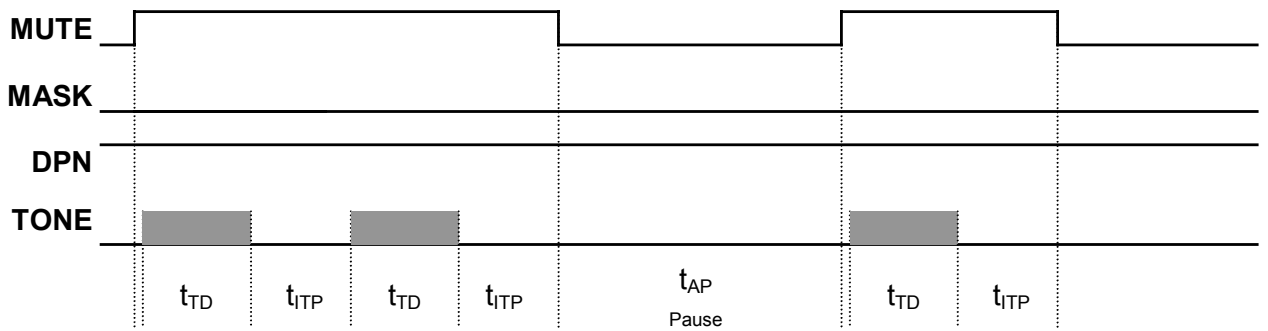 MUTE
MASK
DPN
TONE
tTD tITP tTD tITP tAP tTD tITP
Pause